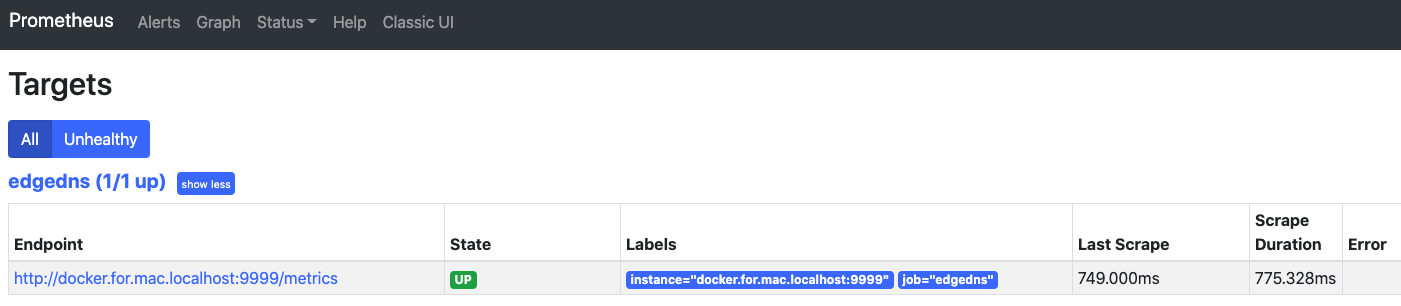 Prometheus Alerts Graph Status Help Classic UI
Targets
All Unhealthy
edgedns (1/1 up) show less
Endpoint State Labels Last Scrape Scrape Duration Error
http://docker.for.mac.localhost:9999/metrics UP instance="docker.for.mac.localhost:9999" job="edgedns" 749.000ms 775.328ms